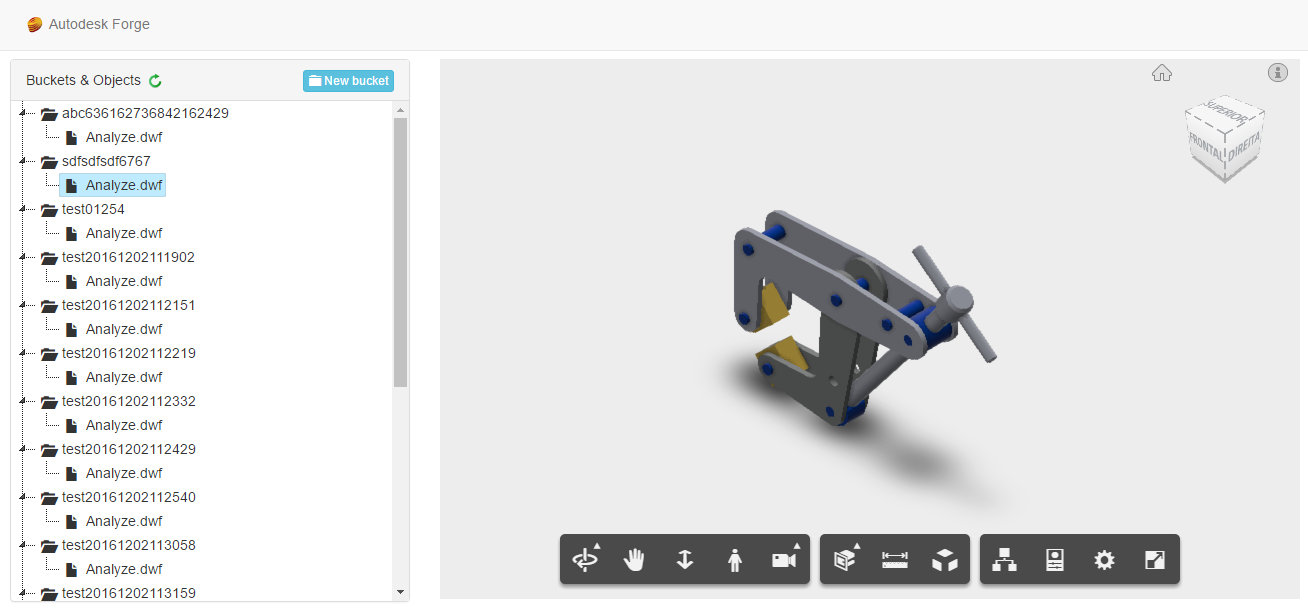 Autodesk Forge
Buckets & Objects
New bucket
abc636162736842162429
Analyze.dwf
sdfsdfsdf6767
Analyze.dwf
test01254
Analyze.dwf
test20161202111902
Analyze.dwf
test20161202112151
Analyze.dwf
test20161202112219
Analyze.dwf
test20161202112332
Analyze.dwf
test20161202112429
Analyze.dwf
test20161202112540
Analyze.dwf
test20161202113058
Analyze.dwf
test20161202113159
SUPERIOR
FRONTAL
DIREITA